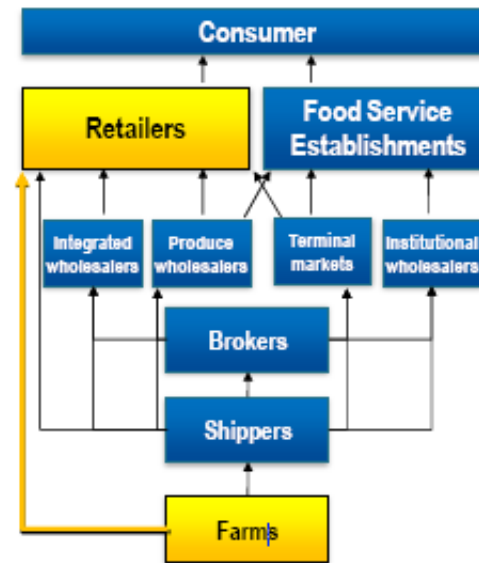 Consumer
Retailers
Food Service
Establishments
Integrated
wholesalers
Produce
wholesalers
Terminal
markets
Institutional
wholesalers
Brokers
Shippers
Farms